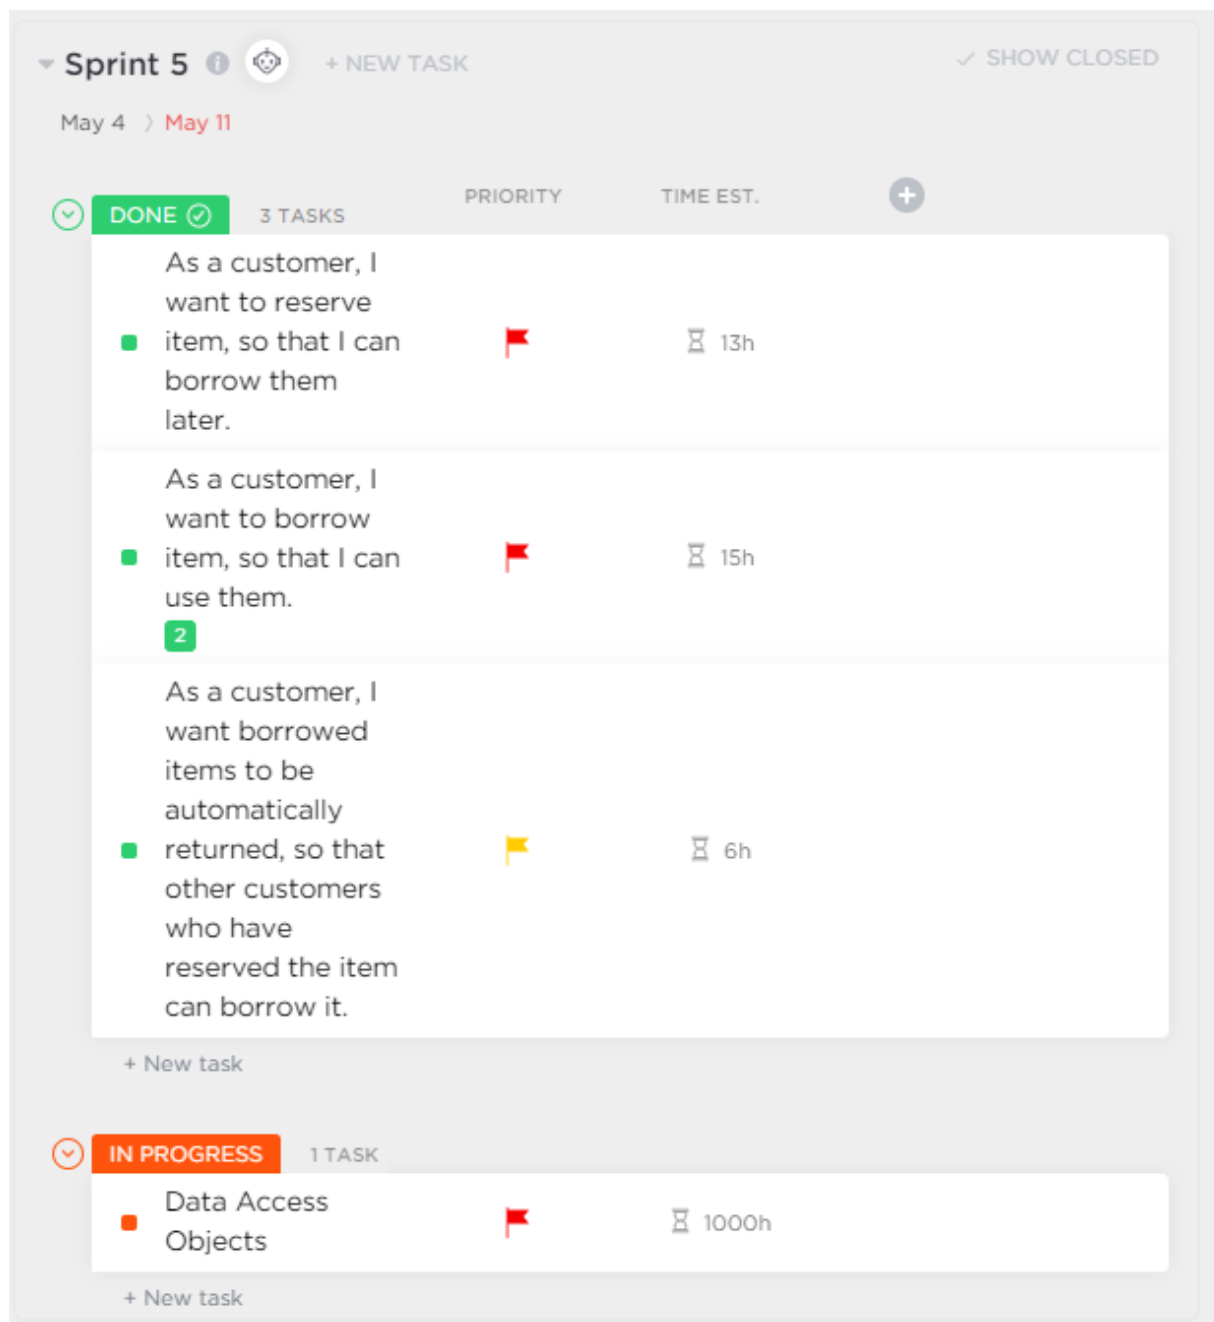 Sprint 5 + NEW TASK SHOW CLOSED
May 4 > May 11
DONE 3 TASKS PRIORITY TIME EST.
As a customer, I
want to reserve
item, so that I can 13h
borrow them
later.
As a customer, I
want to borrow
item, so that I can 15h
use them.
2
As a customer, I
want borrowed
items to be
automatically
returned, so that 6h
other customers
who have
reserved the item
can borrow it.
+ New task
IN PROGRESS 1 TASK
Data Access
Objects 1000h
+ New task